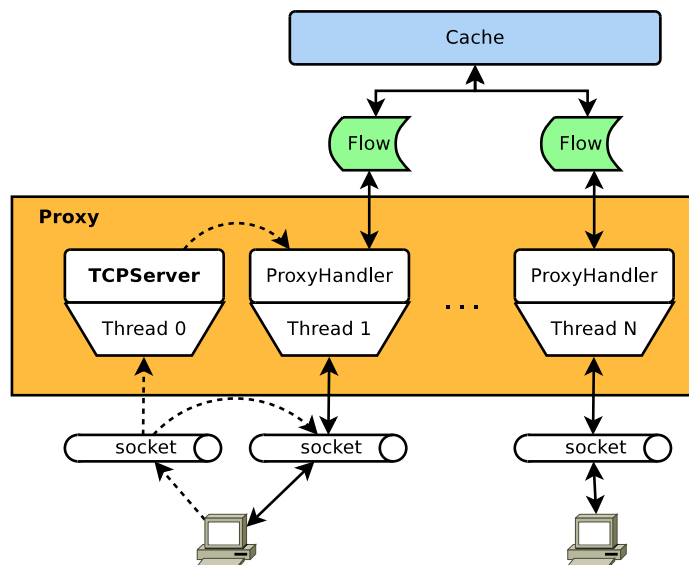 Cache
Flow
Flow
Proxy
TCPServer
ProxyHandler
ProxyHandler
Thread 0
Thread 1
. . .
Thread N
socket
socket
socket